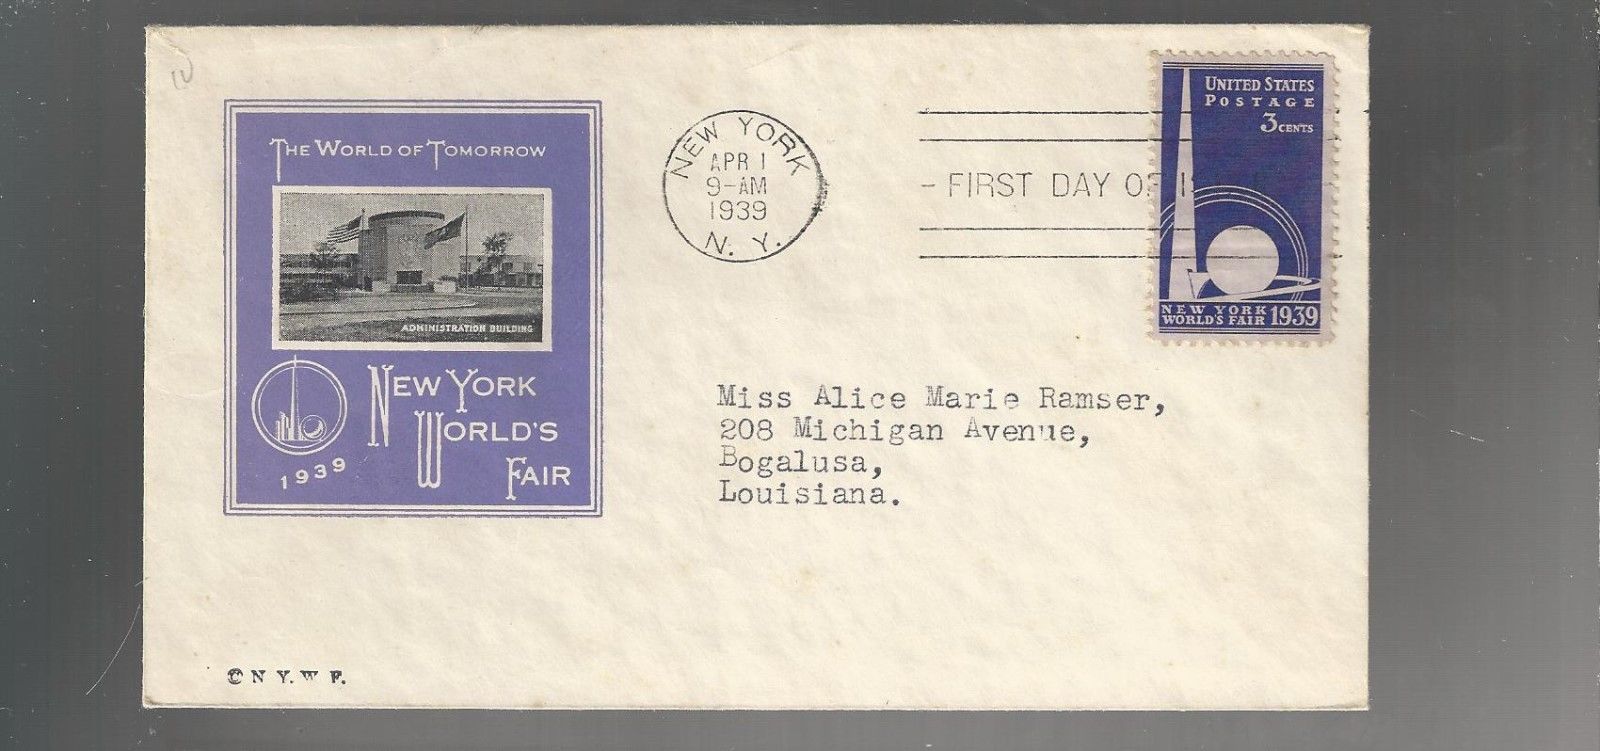 THE WORLD OF TOMORROW
ADMINISTRATION BUILDING
NEW YORK
WORLD'S
FAIR
1939
© N Y. W F.
NEW YORK
APR 1
9-AM
1939
N. Y.
- FIRST DAY OF
UNITED STATES
POSTAGE
3 CENTS
NEW YORK
WORLD'S FAIR 1939
Miss Alice Marie Ramser,
208 Michigan Avenue,
Bogalusa,
Louisiana.